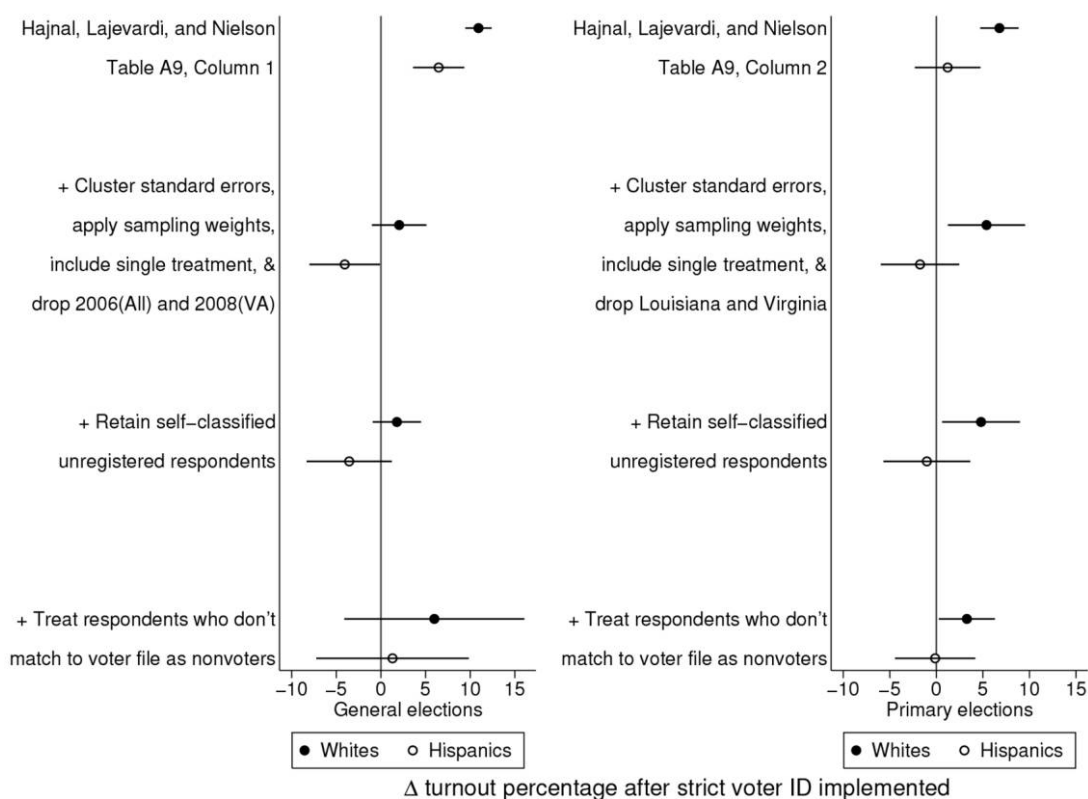 Hajnal, Lajevardi, and Nielson
Table A9, Column 1
+ Cluster standard errors,
apply sampling weights,
include single treatment, &
drop 2006(All) and 2008(VA)
+ Retain self−classified
unregistered respondents
+ Treat respondents who don't
match to voter file as nonvoters
−10 −5 0 5 10 15
General elections
● Whites ○ Hispanics
Hajnal, Lajevardi, and Nielson
Table A9, Column 2
+ Cluster standard errors,
apply sampling weights,
include single treatment, &
drop Louisiana and Virginia
+ Retain self−classified
unregistered respondents
+ Treat respondents who don't
match to voter file as nonvoters
−10 −5 0 5 10 15
Primary elections
● Whites ○ Hispanics
Δ turnout percentage after strict voter ID implemented